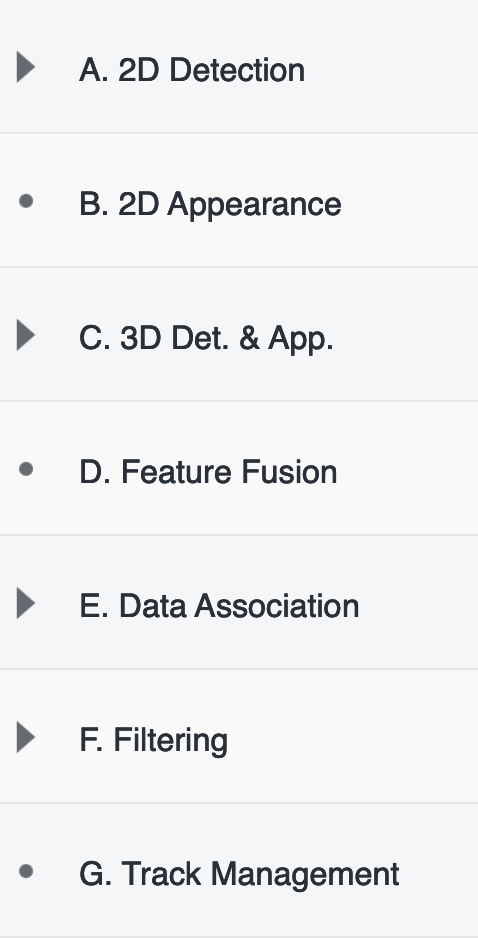 A. 2D Detection
B. 2D Appearance
C. 3D Det. & App.
D. Feature Fusion
E. Data Association
F. Filtering
G. Track Management